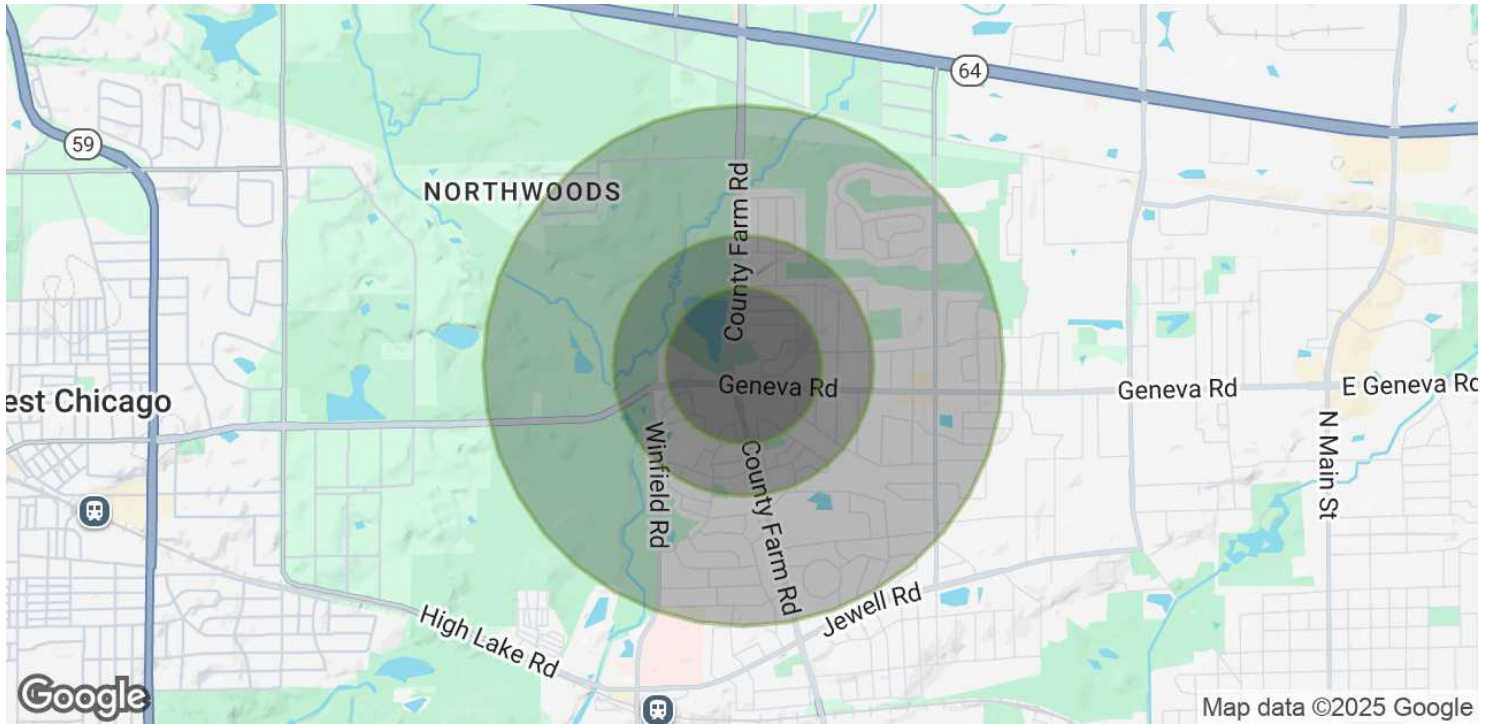 64
59
NORTHWOODS
County Farm Rd
Geneva Rd
Geneva Rd
E Geneva Rd
est Chicago
N Main St
Winfield Rd
County Farm Rd
Jewell Rd
High Lake Rd
Google
Map data ©2025 Google